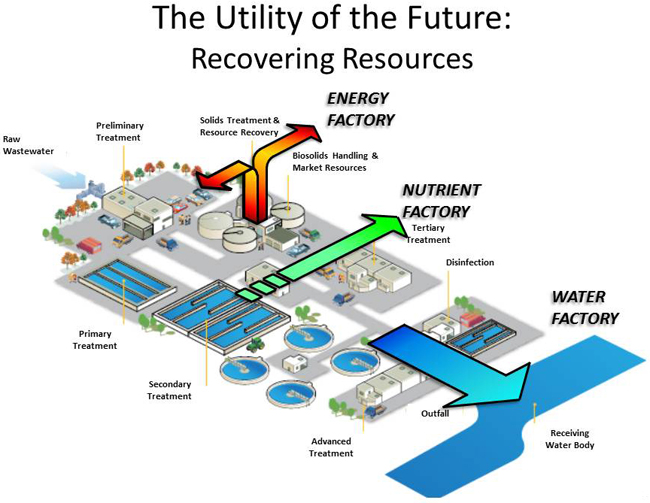 The Utility of the Future:
Recovering Resources
ENERGY
FACTORY
Solids Treatment &
Resource Recovery
Preliminary
Treatment
Raw
Wastewater
Biosolids Handling &
Market Resources
NUTRIENT
FACTORY
Tertiary
Treatment
Disinfection
WATER
FACTORY
Primary
Treatment
Secondary
Treatment
Outfall
Advanced
Treatment
Receiving
Water Body